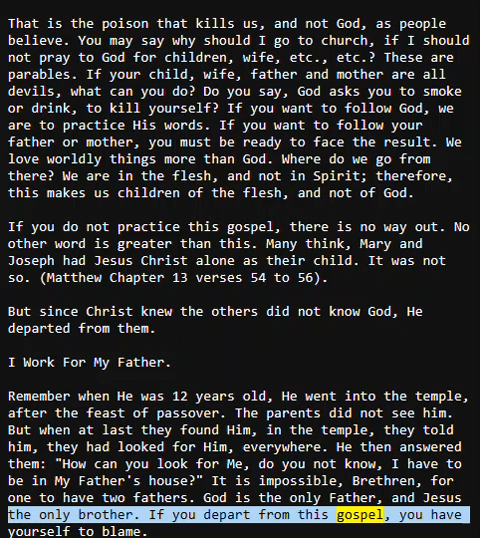 That is the poison that kills us, and not God, as people
believe. You may say why should I go to church, if I should
not pray to God for children, wife, etc., etc.? These are
parables. If your child, wife, father and mother are all
devils, what can you do? Do you say, God asks you to smoke
or drink, to kill yourself? If you want to follow God, we
are to practice His words. If you want to follow your
father or mother, you must be ready to face the result. We
love worldly things more than God. Where do we go from
there? We are in the flesh, and not in Spirit; therefore,
this makes us children of the flesh, and not of God.
If you do not practice this gospel, there is no way out. No
other word is greater than this. Many think, Mary and
Joseph had Jesus Christ alone as their child. It was not
so. (Matthew Chapter 13 verses 54 to 56).
But since Christ knew the others did not know God, He
departed from them.
I Work For My Father.
Remember when He was 12 years old, He went into the temple,
after the feast of passover. The parents did not see him.
But when at last they found Him, in the temple, they told
him, they had looked for Him, everywhere. He then answered
them: "How can you look for Me, do you not know, I have to
be in My Father's house?" It is impossible, Brethren, for
one to have two fathers. God is the only Father, and Jesus
the only brother. If you depart from this gospel, you have
yourself to blame.